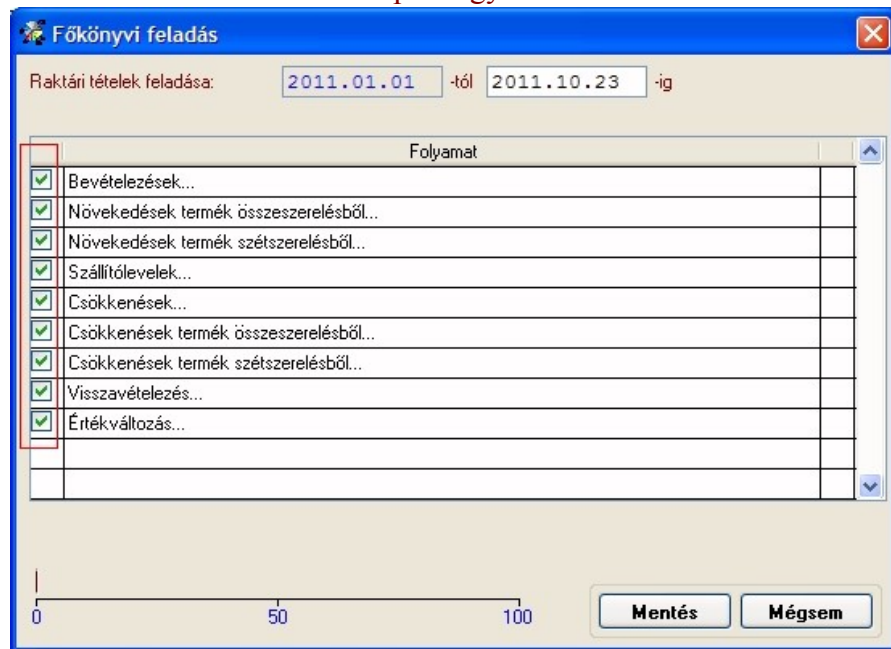 Főkönyvi feladás
Raktári tételek feladása: 2011.01.01 -tól 2011.10.23 -ig
Folyamat
Bevételezések...
Növekedések termék összeszerelésből...
Növekedések termék szétszerelésből...
Szállítólevelek...
Csökkenések...
Csökkenések termék összeszerelésből...
Csökkenések termék szétszerelésből...
Visszavételezés...
Értékváltozás...
0 50 100 Mentés Mégsem